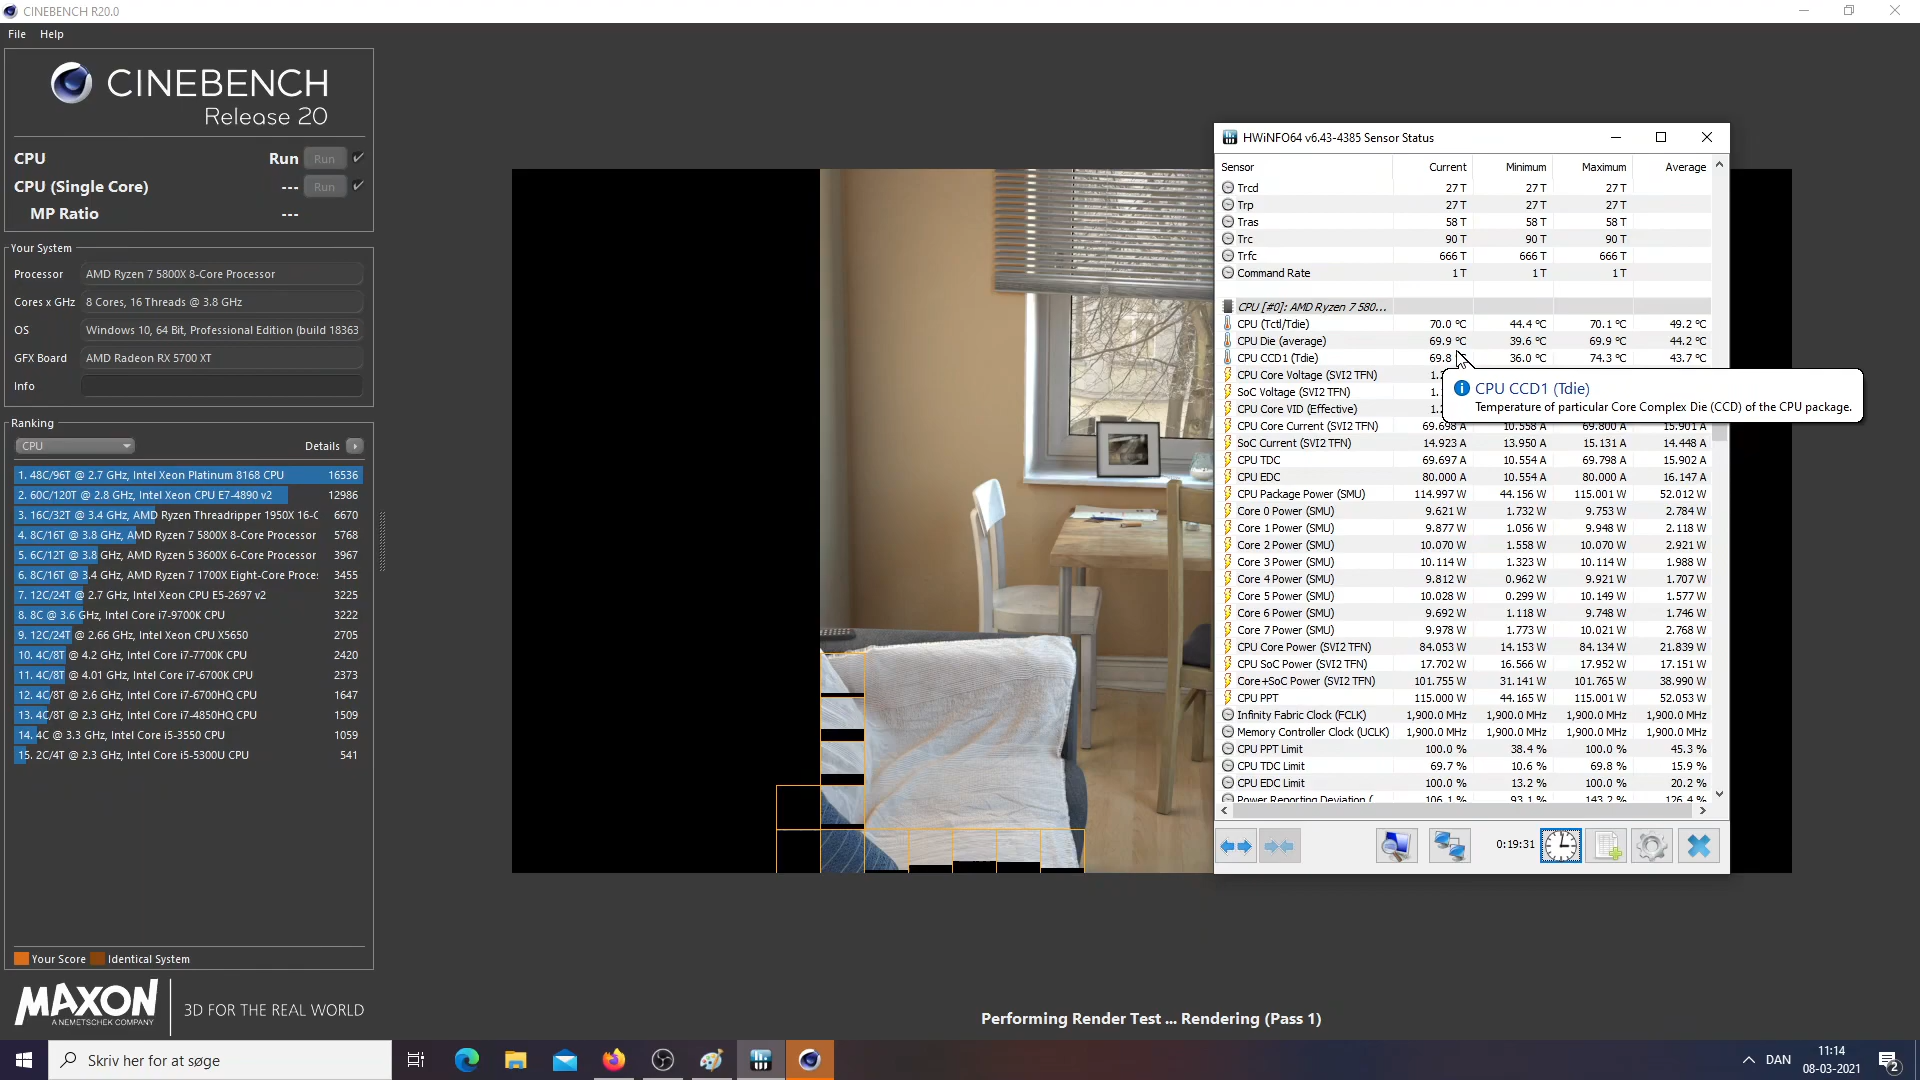 CINEBENCH R20.0
File Help
CINEBENCH
Release 20
CPU Run Run
CPU (Single Core) --- Run
MP Ratio ---
Your System
Processor AMD Ryzen 7 5800X 8-Core Processor
Cores x GHz 8 Cores, 16 Threads @ 3.8 GHz
OS Windows 10, 64 Bit, Professional Edition (build 18363
GFX Board AMD Radeon RX 5700 XT
Info
Ranking
CPU Details
1. 48C/96T @ 2.7 GHz, Intel Xeon Platinum 8168 CPU 16536
2. 60C/120T @ 2.8 GHz, Intel Xeon CPU E7-4890 v2 12986
3. 16C/32T @ 3.4 GHz, AMD Ryzen Threadripper 1950X 16-C 6670
4. 8C/16T @ 3.8 GHz, AMD Ryzen 7 5800X 8-Core Processor 5768
5. 6C/12T @ 3.8 GHz, AMD Ryzen 5 3600X 6-Core Processor 3967
6. 8C/16T @ 3.4 GHz, AMD Ryzen 7 1700X Eight-Core Proce: 3455
7. 12C/24T @ 2.7 GHz, Intel Xeon CPU E5-2697 v2 3225
8. 8C @ 3.6 GHz, Intel Core i7-9700K CPU 3222
9. 12C/24T @ 2.66 GHz, Intel Xeon CPU X5650 2705
10. 4C/8T @ 4.2 GHz, Intel Core i7-7700K CPU 2420
11. 4C/8T @ 4.01 GHz, Intel Core i7-6700K CPU 2373
12. 4C/8T @ 2.6 GHz, Intel Core i7-6700HQ CPU 1647
13. 4C/8T @ 2.3 GHz, Intel Core i7-4850HQ CPU 1509
14. 4C @ 3.3 GHz, Intel Core i5-3550 CPU 1059
15. 2C/4T @ 2.3 GHz, Intel Core i5-5300U CPU 541
Your Score Identical System
MAXON
A NEMETSCHEK COMPANY
3D FOR THE REAL WORLD
Performing Render Test ... Rendering (Pass 1)
HWiNFO64 v6.43-4385 Sensor Status
Sensor Current Minimum Maximum Average
Trcd 27 T 27 T 27 T
Trp 27 T 27 T 27 T
Tras 58 T 58 T 58 T
Trc 90 T 90 T 90 T
Trfc 666 T 666 T 666 T
Command Rate 1 T 1 T 1 T
CPU [#0]: AMD Ryzen 7 580...
CPU (Tctl/Tdie) 70.0 °C 44.4 °C 70.1 °C 49.2 °C
CPU Die (average) 69.9 °C 39.6 °C 69.9 °C 44.2 °C
CPU CCD1 (Tdie) 69.8 36.0 °C 74.3 °C 43.7 °C
CPU Core Voltage (SVI2 TFN) 1.
SoC Voltage (SVI2 TFN) 1.
CPU Core VID (Effective) 1.
CPU CCD1 (Tdie)
Temperature of particular Core Complex Die (CCD) of the CPU package.
CPU Core Current (SVI2 TFN) 69.698 A 10.558 A 69.800 A 15.901 A
SoC Current (SVI2 TFN) 14.923 A 13.950 A 15.131 A 14.448 A
CPU TDC 69.697 A 10.554 A 69.798 A 15.902 A
CPU EDC 80.000 A 10.554 A 80.000 A 16.147 A
CPU Package Power (SMU) 114.997 W 44.156 W 115.001 W 52.012 W
Core 0 Power (SMU) 9.621 W 1.732 W 9.753 W 2.784 W
Core 1 Power (SMU) 9.877 W 1.056 W 9.948 W 2.118 W
Core 2 Power (SMU) 10.070 W 1.558 W 10.070 W 2.921 W
Core 3 Power (SMU) 10.114 W 1.323 W 10.114 W 1.988 W
Core 4 Power (SMU) 9.812 W 0.962 W 9.921 W 1.707 W
Core 5 Power (SMU) 10.028 W 0.299 W 10.149 W 1.577 W
Core 6 Power (SMU) 9.692 W 1.118 W 9.748 W 1.746 W
Core 7 Power (SMU) 9.978 W 1.773 W 10.021 W 2.768 W
CPU Core Power (SVI2 TFN) 84.053 W 14.153 W 84.134 W 21.839 W
CPU SoC Power (SVI2 TFN) 17.702 W 16.566 W 17.952 W 17.151 W
Core+SoC Power (SVI2 TFN) 101.755 W 31.141 W 101.765 W 38.990 W
CPU PPT 115.000 W 44.165 W 115.001 W 52.053 W
Infinity Fabric Clock (FCLK) 1,900.0 MHz 1,900.0 MHz 1,900.0 MHz 1,900.0 MHz
Memory Controller Clock (UCLK) 1,900.0 MHz 1,900.0 MHz 1,900.0 MHz 1,900.0 MHz
CPU PPT Limit 100.0 % 38.4 % 100.0 % 45.3 %
CPU TDC Limit 69.7 % 10.6 % 69.8 % 15.9 %
CPU EDC Limit 100.0 % 13.2 % 100.0 % 20.2 %
Power Reporting Deviation ( 106.1 % 93.1 % 143.2 % 126.4 %
0:19:31
Skriv her for at søge
DAN
11:14
08-03-2021
2